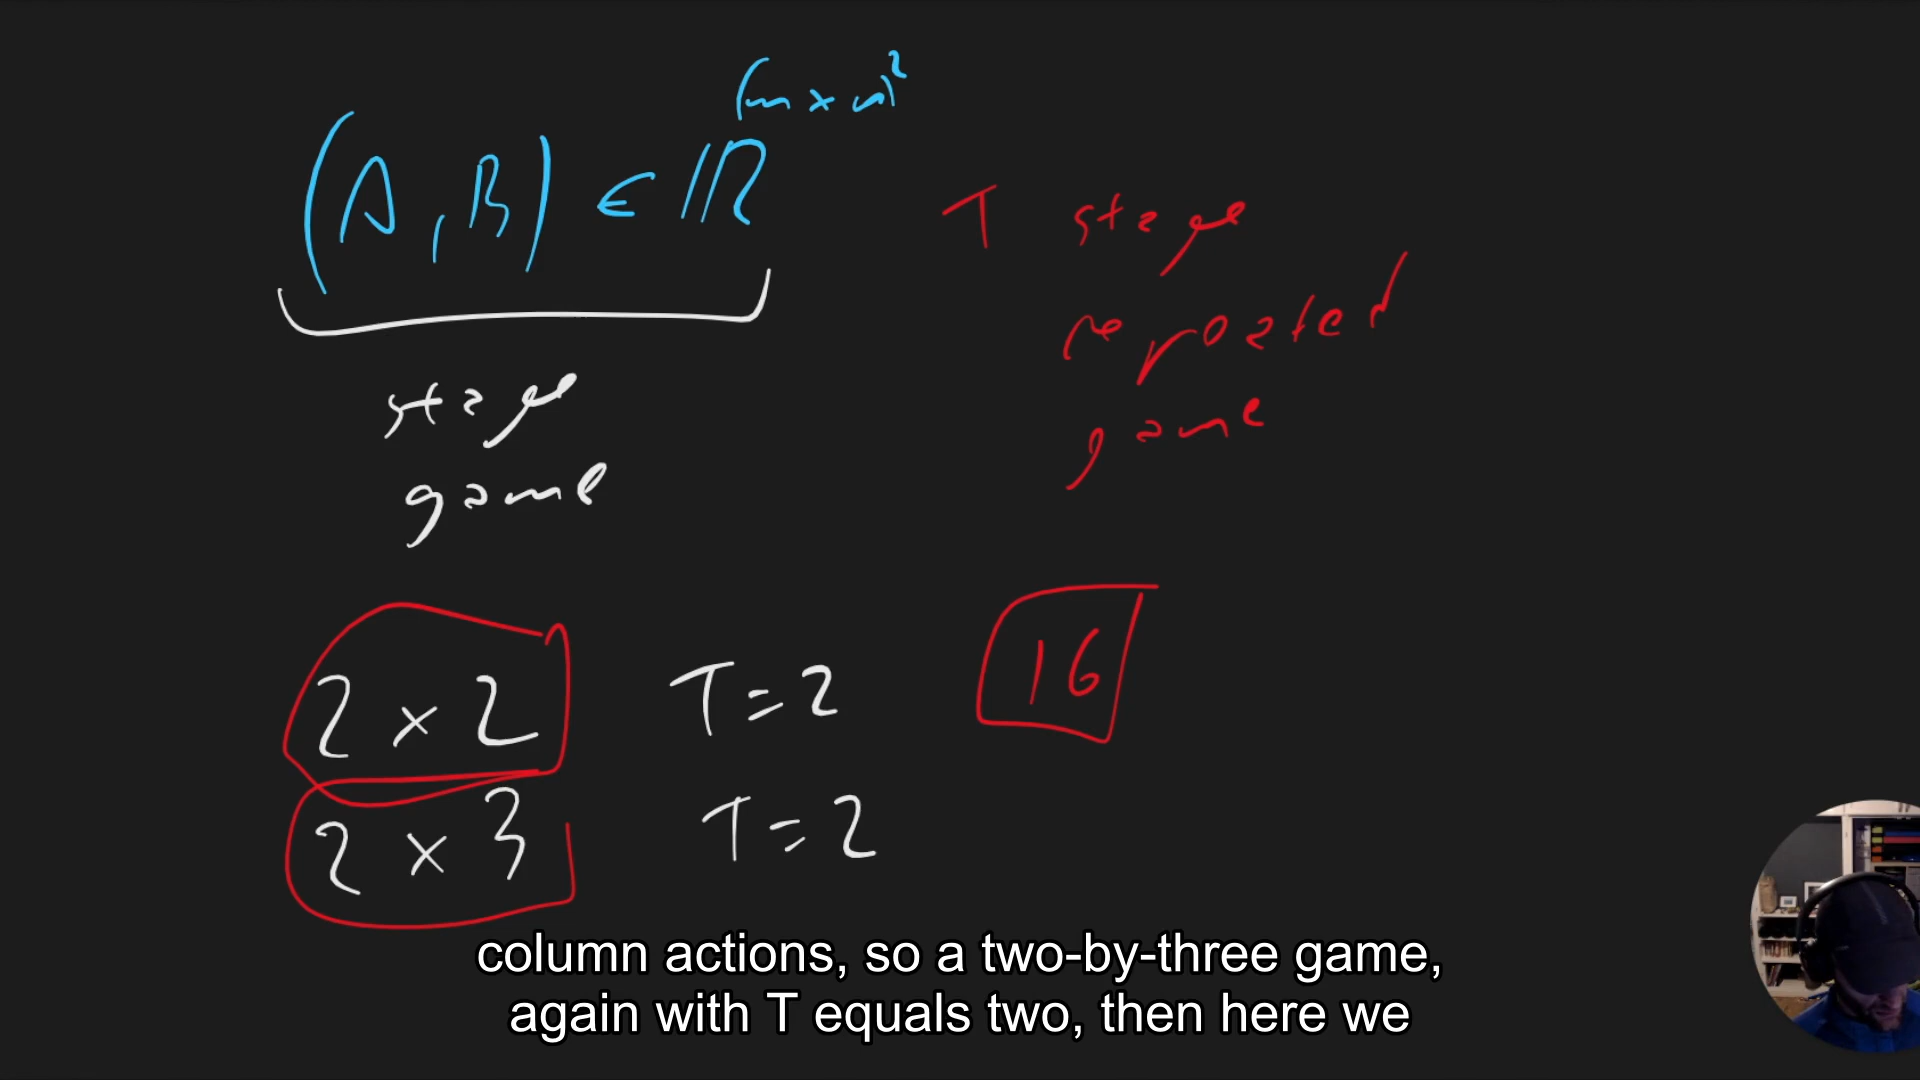 (A, B) ∈ ℝ^(m × n)²
T stage
repeated
game
stage
game
2 × 2 T = 2 16
2 × 3 T = 2
column actions, so a two-by-three game,
again with T equals two, then here we